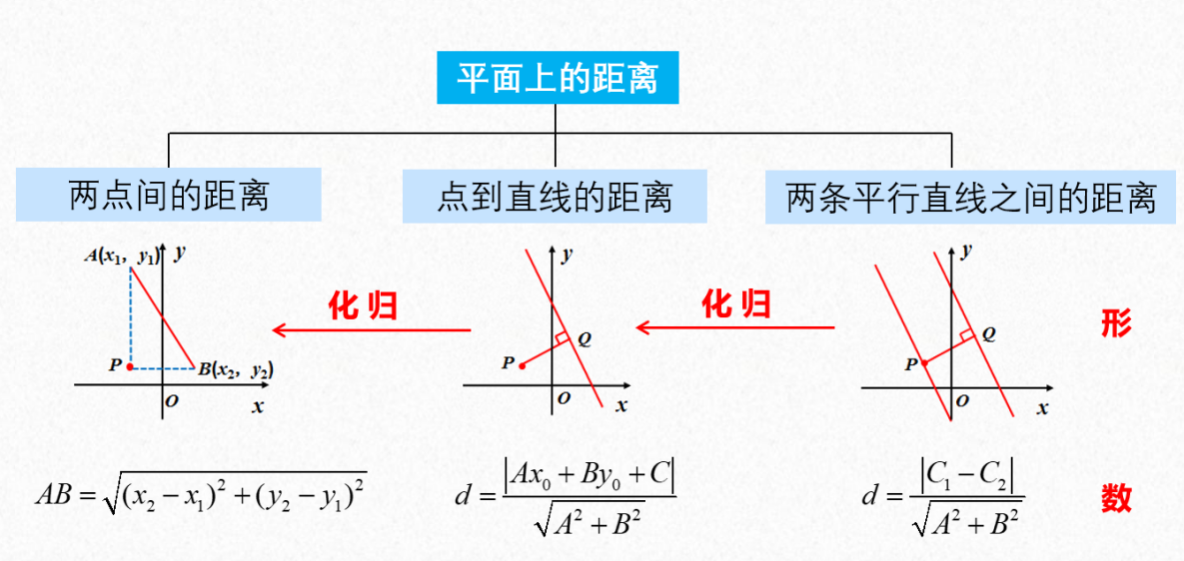 平面上的距离
两点间的距离
点到直线的距离
两条平行直线之间的距离
A(x₁, y₁) y
P
B(x₂, y₂)
O
x
化归
y
Q
P
O
x
化归
y
Q
P
O
x
形
AB = √((x₂ − x₁)² + (y₂ − y₁)²)
d = |Ax₀ + By₀ + C| / √(A² + B²)
d = |C₁ − C₂| / √(A² + B²)
数